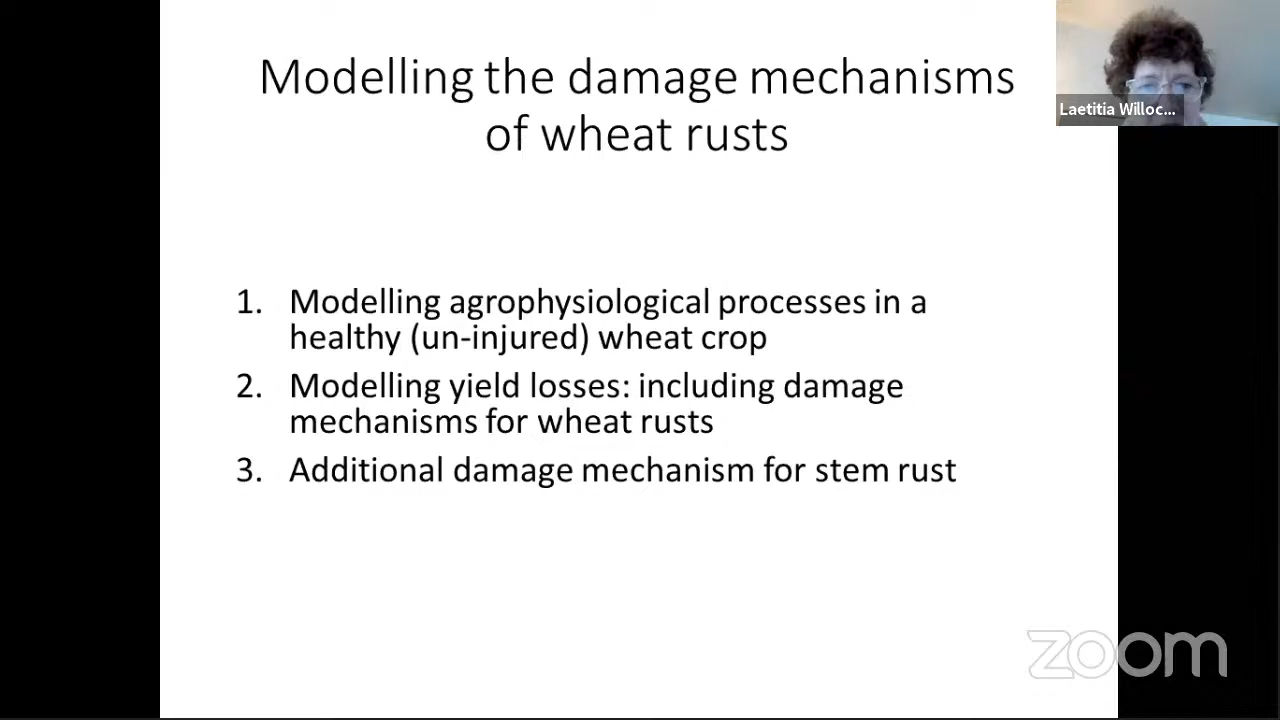 Modelling the damage mechanisms
of wheat rusts
Laetitia Willoc...
1. Modelling agrophysiological processes in a
healthy (un-injured) wheat crop
2. Modelling yield losses: including damage
mechanisms for wheat rusts
3. Additional damage mechanism for stem rust
zoom